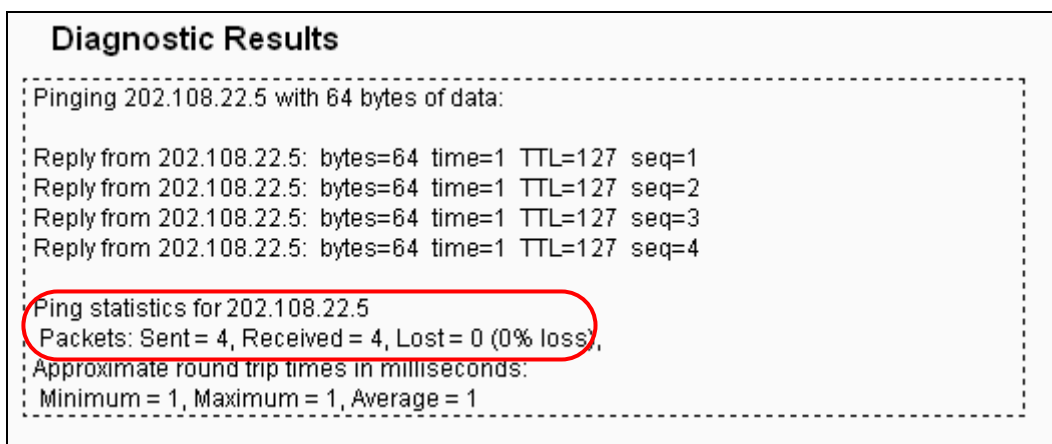 Diagnostic Results
Pinging 202.108.22.5 with 64 bytes of data:
Reply from 202.108.22.5: bytes=64 time=1 TTL=127 seq=1
Reply from 202.108.22.5: bytes=64 time=1 TTL=127 seq=2
Reply from 202.108.22.5: bytes=64 time=1 TTL=127 seq=3
Reply from 202.108.22.5: bytes=64 time=1 TTL=127 seq=4
Ping statistics for 202.108.22.5
Packets: Sent = 4, Received = 4, Lost = 0 (0% loss),
Approximate round trip times in milliseconds:
Minimum = 1, Maximum = 1, Average = 1